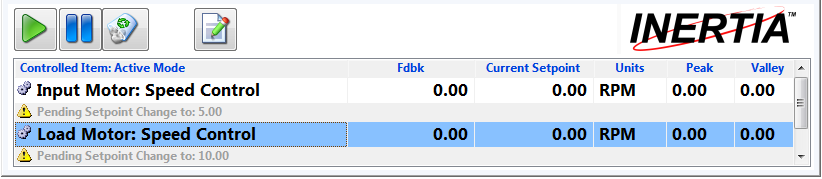 INERTIA™
Controlled Item: Active Mode Fdbk Current Setpoint Units Peak Valley
Input Motor: Speed Control 0.00 0.00 RPM 0.00 0.00
Pending Setpoint Change to: 5.00
Load Motor: Speed Control 0.00 0.00 RPM 0.00 0.00
Pending Setpoint Change to: 10.00